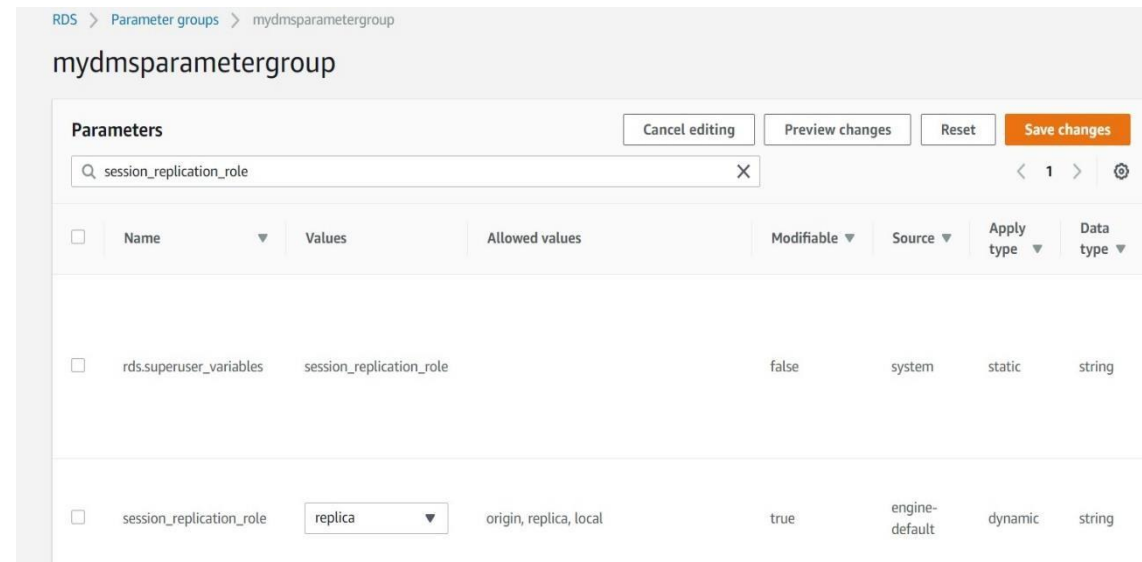 RDS > Parameter groups > mydmsparametergroup
mydmsparametergroup
Parameters
Cancel editing
Preview changes
Reset
Save changes
session_replication_role
< 1 >
Name Values Allowed values Modifiable Source Apply type Data type
rds.superuser_variables session_replication_role false system static string
session_replication_role replica origin, replica, local true engine-default dynamic string